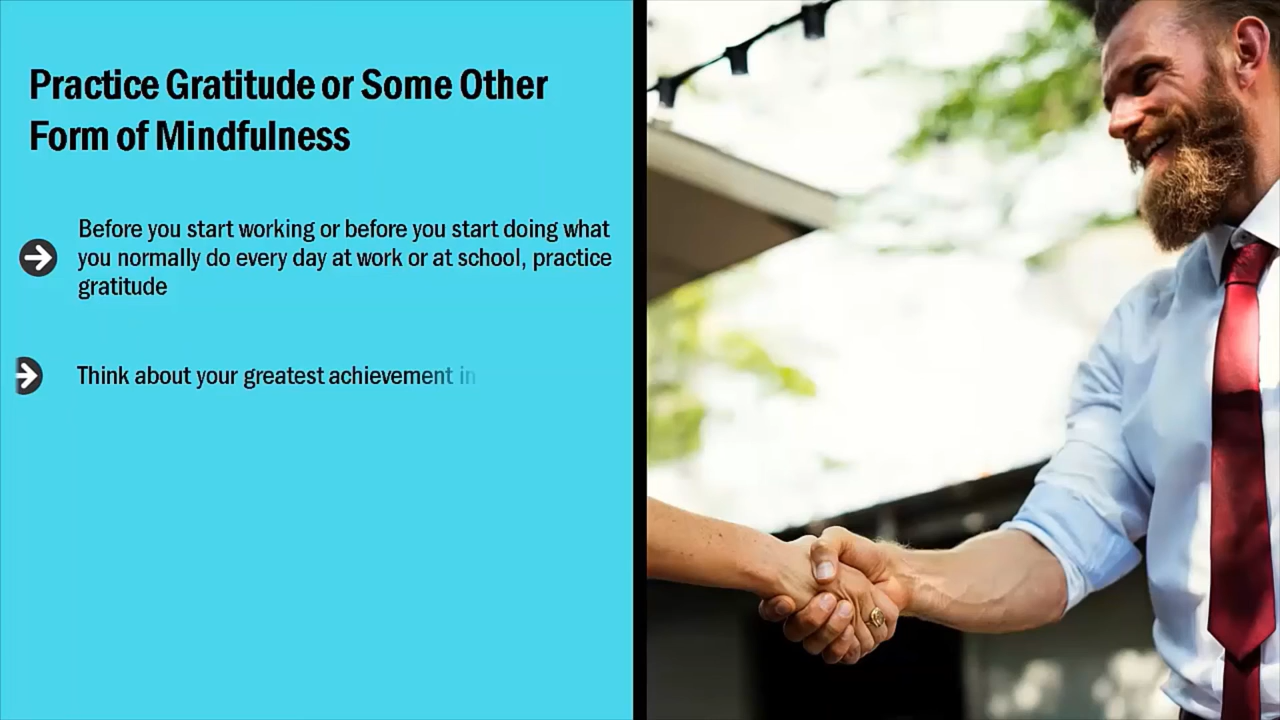 Practice Gratitude or Some Other
Form of Mindfulness
Before you start working or before you start doing what
you normally do every day at work or at school, practice
gratitude
Think about your greatest achievement in